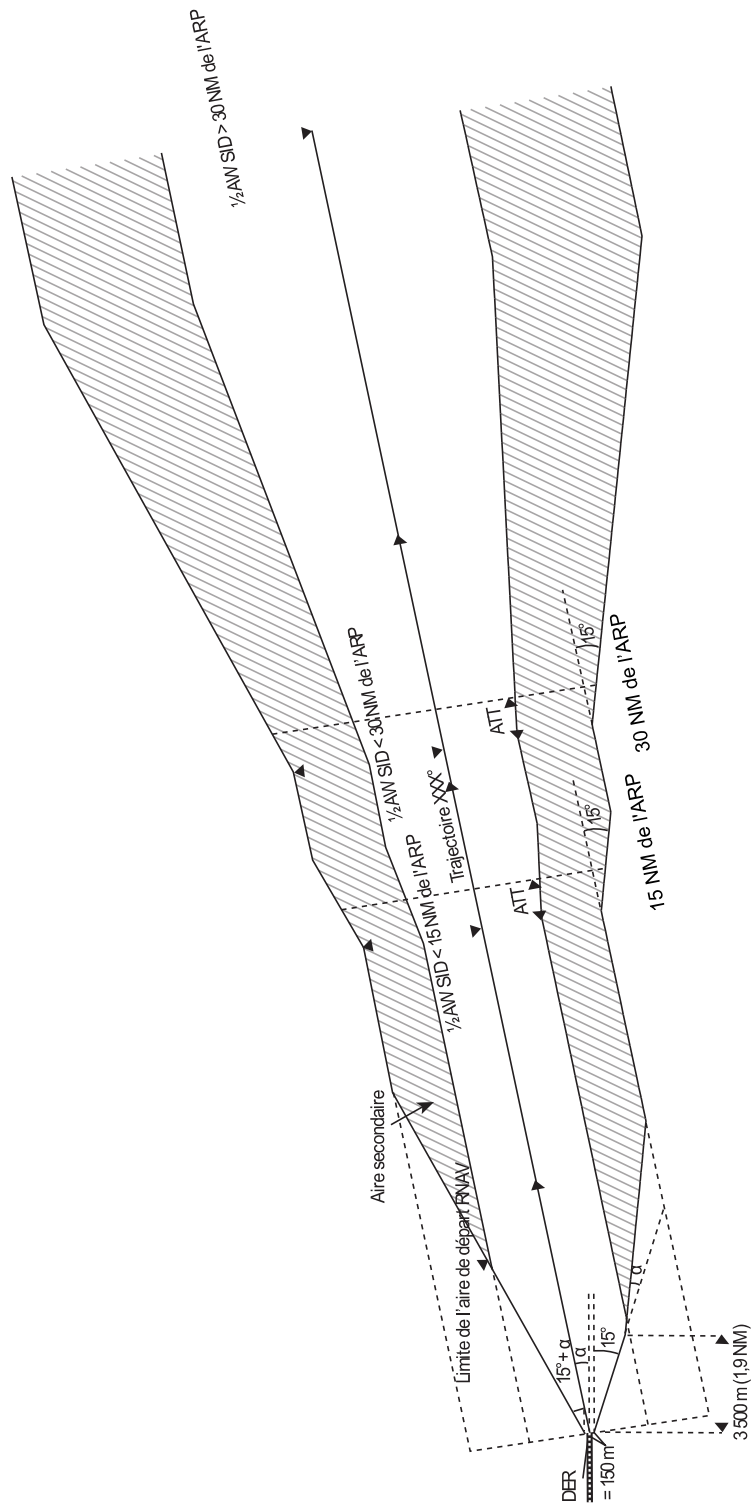 ½AW SID > 30 NM de l'ARP
½AW SID < 30 NM de l'ARP
Trajectoire XXX°
½AW SID < 15 NM de l'ARP
Aire secondaire
Limite de l'aire de départ RNAV
ATT
15°
30 NM de l'ARP
ATT
15°
15 NM de l'ARP
15° + α
α
15°
α
DER
= 150 m
3 500 m (1,9 NM)